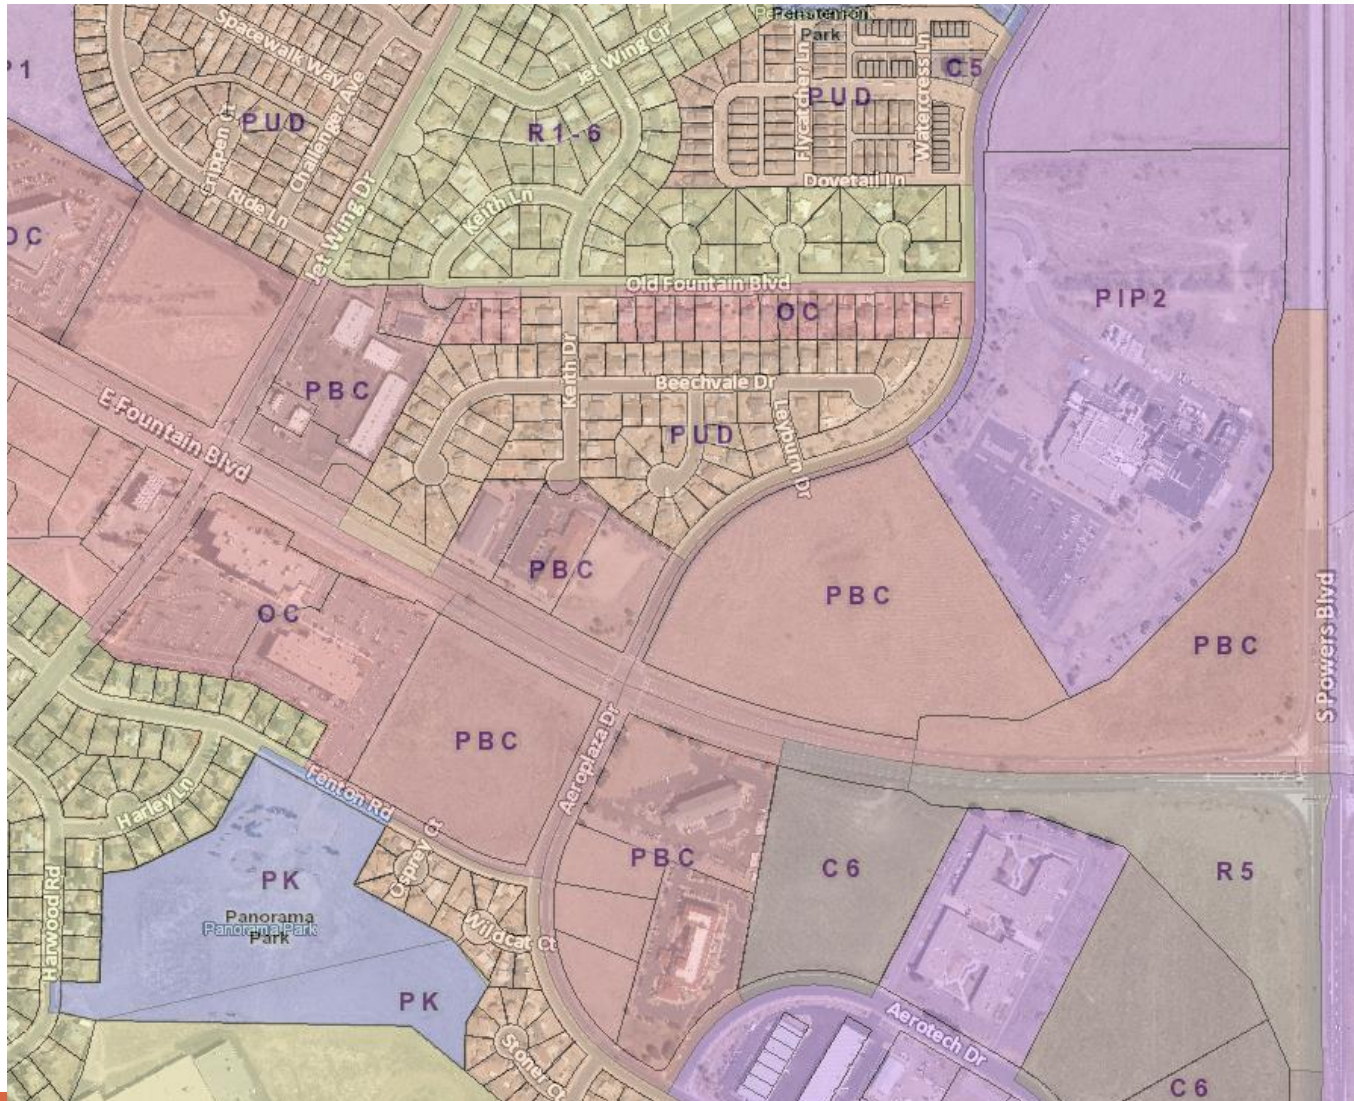 Penstemon
Park
Spacewalk Way
Jet Wing Cir
P1
C5
PUD
Flycatcher Ln
Watercress Ln
PUD
R1-6
Challenger Ave
Crippen Ct
Ride Ln
Dovetail Ln
Jet Wing Dr
Keith Ln
OC
Old Fountain Blvd
PIP2
OC
PBC
Keith Dr
Beechvale Dr
E Fountain Blvd
PUD
Leyburn Dr
PBC
PBC
OC
S Powers Blvd
PBC
PBC
Aeroplaza Dr
Fenton Rd
Harley Ln
Osprey Ct
PBC
C6
R5
PK
Harwood Rd
Panorama
Panorama Park
Park
Wildcat Ct
PK
Aerotech Dr
Stoner Ct
C6